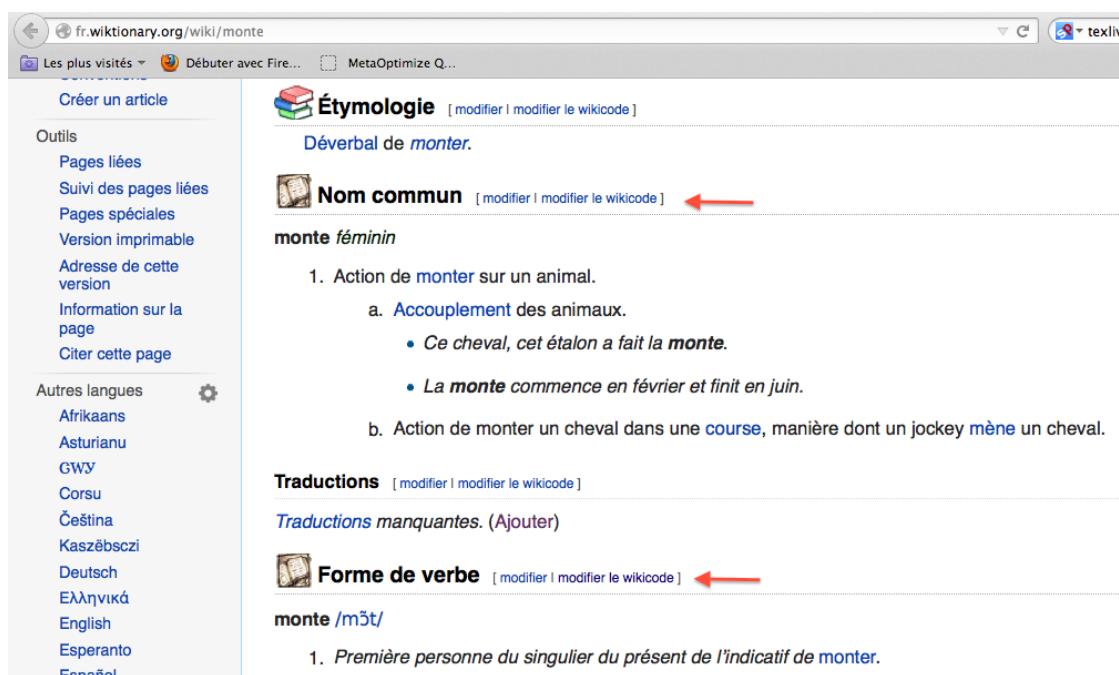 fr.wiktionary.org/wiki/monte
texliv
Les plus visités
Débuter avec Fire...
MetaOptimize Q...
Conventions
Créer un article
Outils
Pages liées
Suivi des pages liées
Pages spéciales
Version imprimable
Adresse de cette
version
Information sur la
page
Citer cette page
Autres langues
Afrikaans
Asturianu
ᏣᎳᎩ
Corsu
Čeština
Kaszëbsczi
Deutsch
Ελληνικά
English
Esperanto
Español
Étymologie [ modifier | modifier le wikicode ]
Déverbal de monter.
Nom commun [ modifier | modifier le wikicode ]
monte féminin
1. Action de monter sur un animal.
a. Accouplement des animaux.
• Ce cheval, cet étalon a fait la monte.
• La monte commence en février et finit en juin.
b. Action de monter un cheval dans une course, manière dont un jockey mène un cheval.
Traductions [ modifier | modifier le wikicode ]
Traductions manquantes. (Ajouter)
Forme de verbe [ modifier | modifier le wikicode ]
monte /mɔ̃t/
1. Première personne du singulier du présent de l’indicatif de monter.